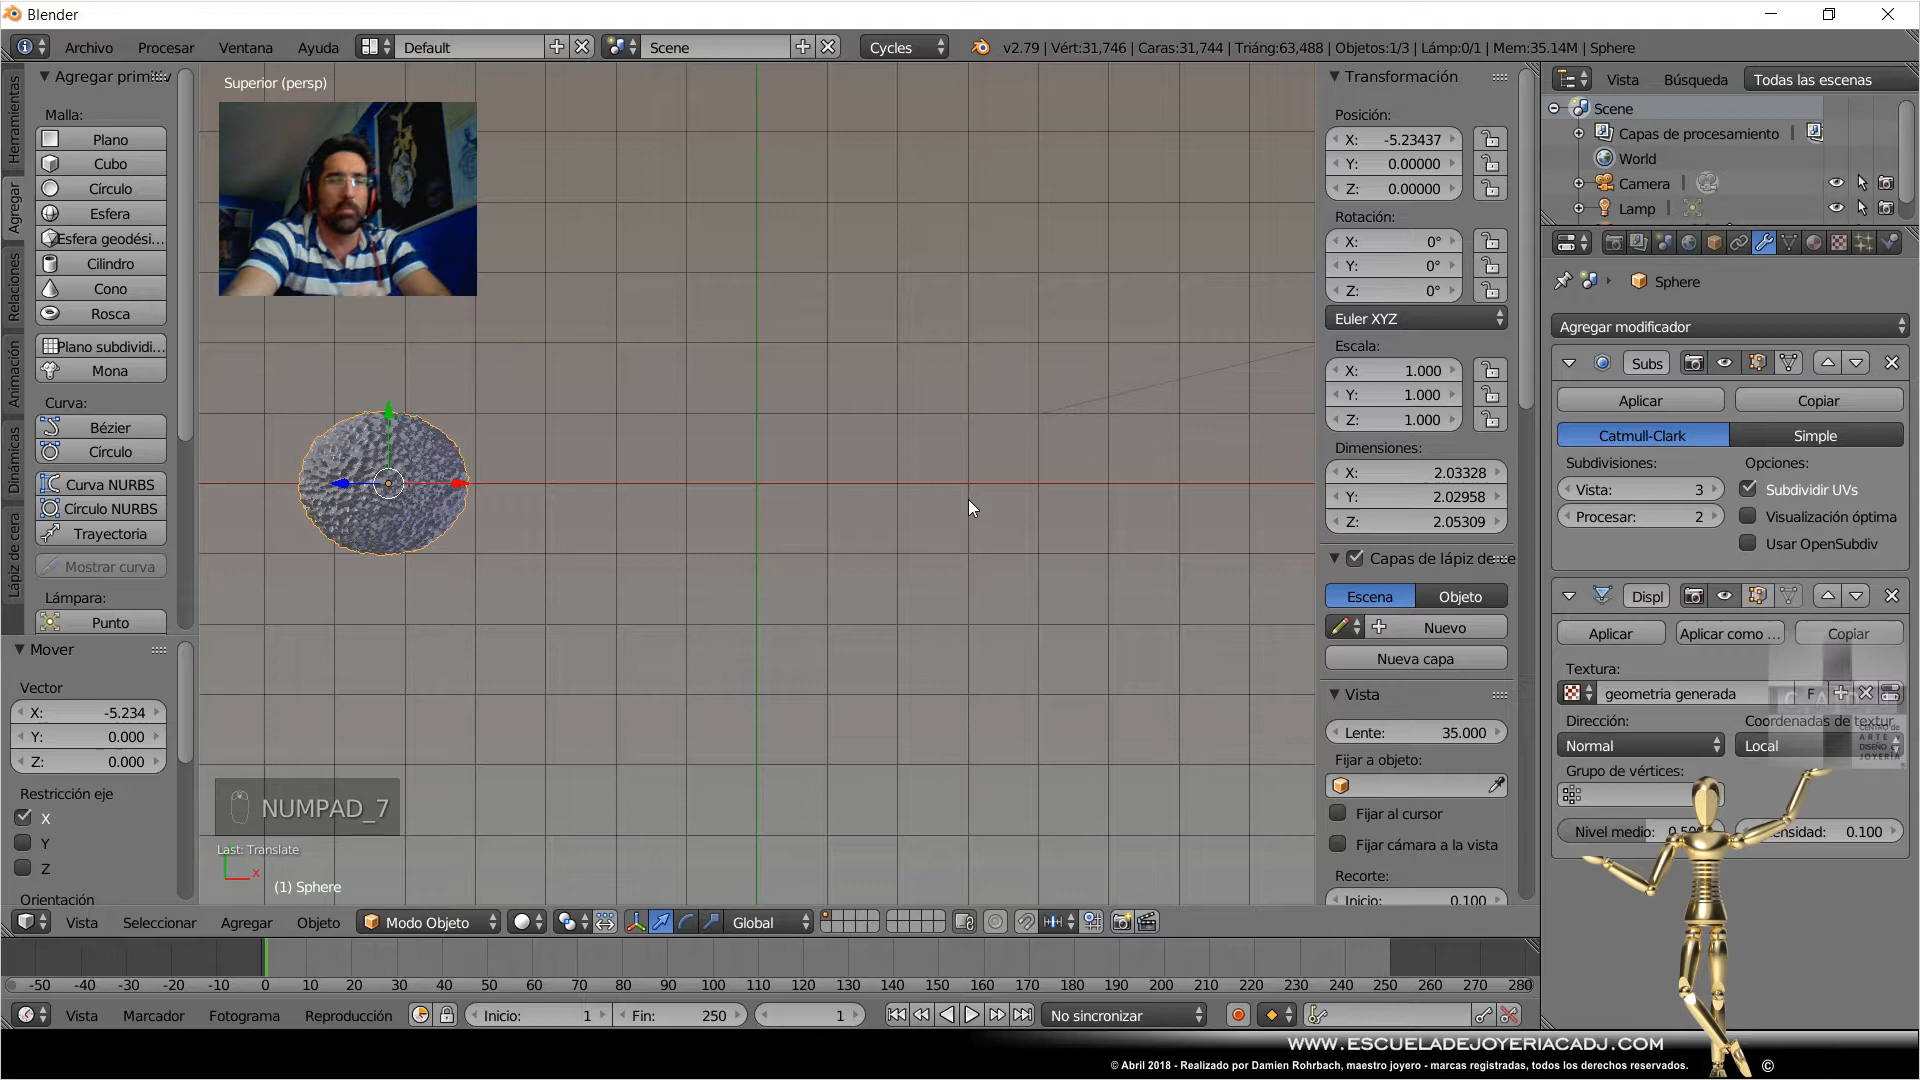 Blender
Archivo Procesar Ventana Ayuda Default Scene Cycles v2.79 | Vért:31,746 | Caras:31,744 | Triáng:63,488 | Objetos:1/3 | Lámp:0/1 | Mem:35.14M | Sphere
Herramientas
Agregar
Relaciones
Animación
Dinámicas
Lápiz de cera
Malla:
Plano
Cubo
Círculo
Esfera
Esfera geodési...
Cilindro
Cono
Rosca
Plano subdividi...
Mona
Curva:
Bézier
Círculo
Curva NURBS
Círculo NURBS
Trayectoria
Mostrar curva
Lámpara:
Punto
Mover
Vector
X: -5.234
Y: 0.000
Z: 0.000
Restricción eje
X
Y
Z
Orientación
Superior (persp)
NUMPAD_7
Last: Translate
x
(1) Sphere
Transformación
Posición:
X: -5.23437
Y: 0.00000
Z: 0.00000
Rotación:
X: 0°
Y: 0°
Z: 0°
Euler XYZ
Escala:
X: 1.000
Y: 1.000
Z: 1.000
Dimensiones:
X: 2.03328
Y: 2.02958
Z: 2.05309
Capas de lápiz de
Escena Objeto
Nuevo
Nueva capa
Vista
Lente: 35.000
Fijar a objeto:
Fijar al cursor
Fijar cámara a la vista
Recorte:
Inicio: 0.100
Vista Búsqueda Todas las escenas
Scene
Capas de procesamiento |
World
Camera |
Lamp |
Sphere
Agregar modificador
Subs
Aplicar Copiar
Catmull-Clark Simple
Subdivisiones: Opciones:
Vista: 3 Subdividir UVs
Procesar: 2 Visualización óptima
Usar OpenSubdiv
Displ
Aplicar Aplicar como ... Copiar
Textura:
geometria generada F
Dirección: Coordenadas de textur
Normal Local
CENTRO de
ARTE y
DISEÑO de
JOYERÍA
Grupo de vértices:
Nivel medio: 0.100
Vista Seleccionar Agregar Objeto Modo Objeto Global
-50 -40 -30 -20 -10 0 10 20 30 40 50 60 70 80 90 100 110 120 130 140 150 160 170 180 190 200 210 220 230 240 250 260 270 280
Vista Marcador Fotograma Reproducción Inicio: 1 Fin: 250 1 No sincronizar
WWW.ESCUELADEJOYERIACADJ.COM
© Abril 2018 - Realizado por Damien Rohrbach, maestro joyero - marcas registradas, todos los derechos reservados. ©